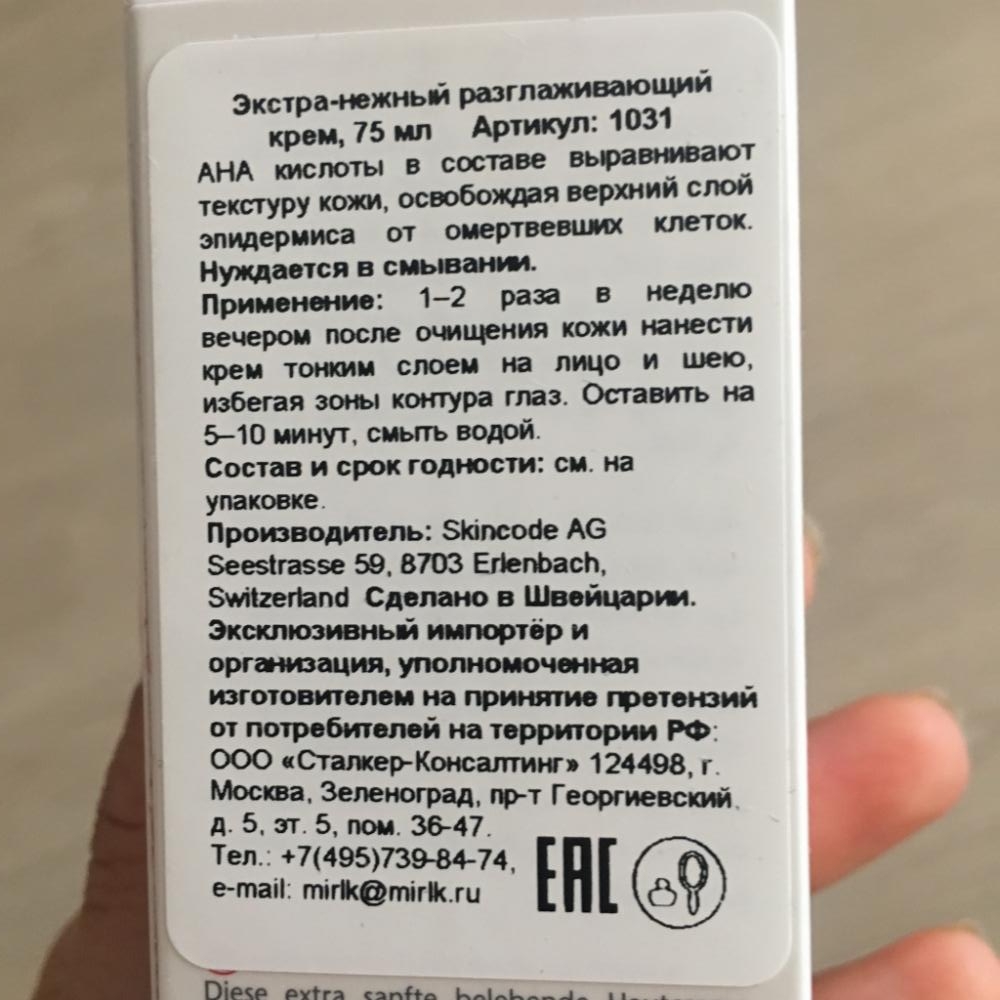 Экстра-нежный разглаживающий
крем, 75 мл Артикул: 1031
АНА кислоты в составе выравнивают
текстуру кожи, освобождая верхний слой
эпидермиса от омертвевших клеток.
Нуждается в смывании.
Применение: 1–2 раза в неделю
вечером после очищения кожи нанести
крем тонким слоем на лицо и шею,
избегая зоны контура глаз. Оставить на
5–10 минут, смыть водой.
Состав и срок годности: см. на
упаковке.
Производитель: Skincode AG
Seestrasse 59, 8703 Erlenbach,
Switzerland Сделано в Швейцарии.
Эксклюзивный импортёр и
организация, уполномоченная
изготовителем на принятие претензий
от потребителей на территории РФ:
ООО «Сталкер-Консалтинг» 124498, г.
Москва, Зеленоград, пр-т Георгиевский,
д. 5, эт. 5, пом. 36-47.
Тел.: +7(495)739-84-74,
e-mail: mirlk@mirlk.ru
EAC
Diese extra sanfte belebende